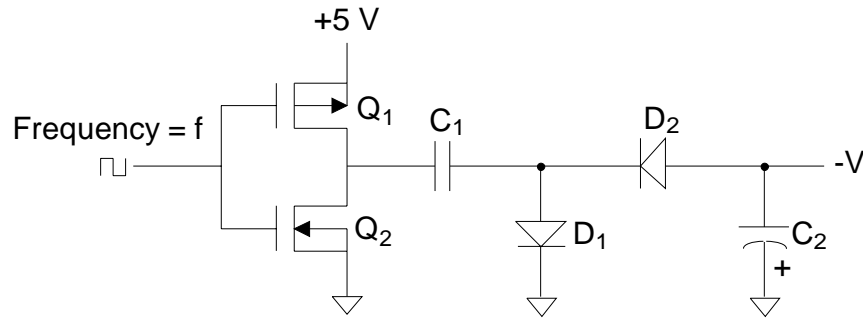 +5 V
Q1
Frequency = f
C1
D2
-V
Q2
D1
C2
+